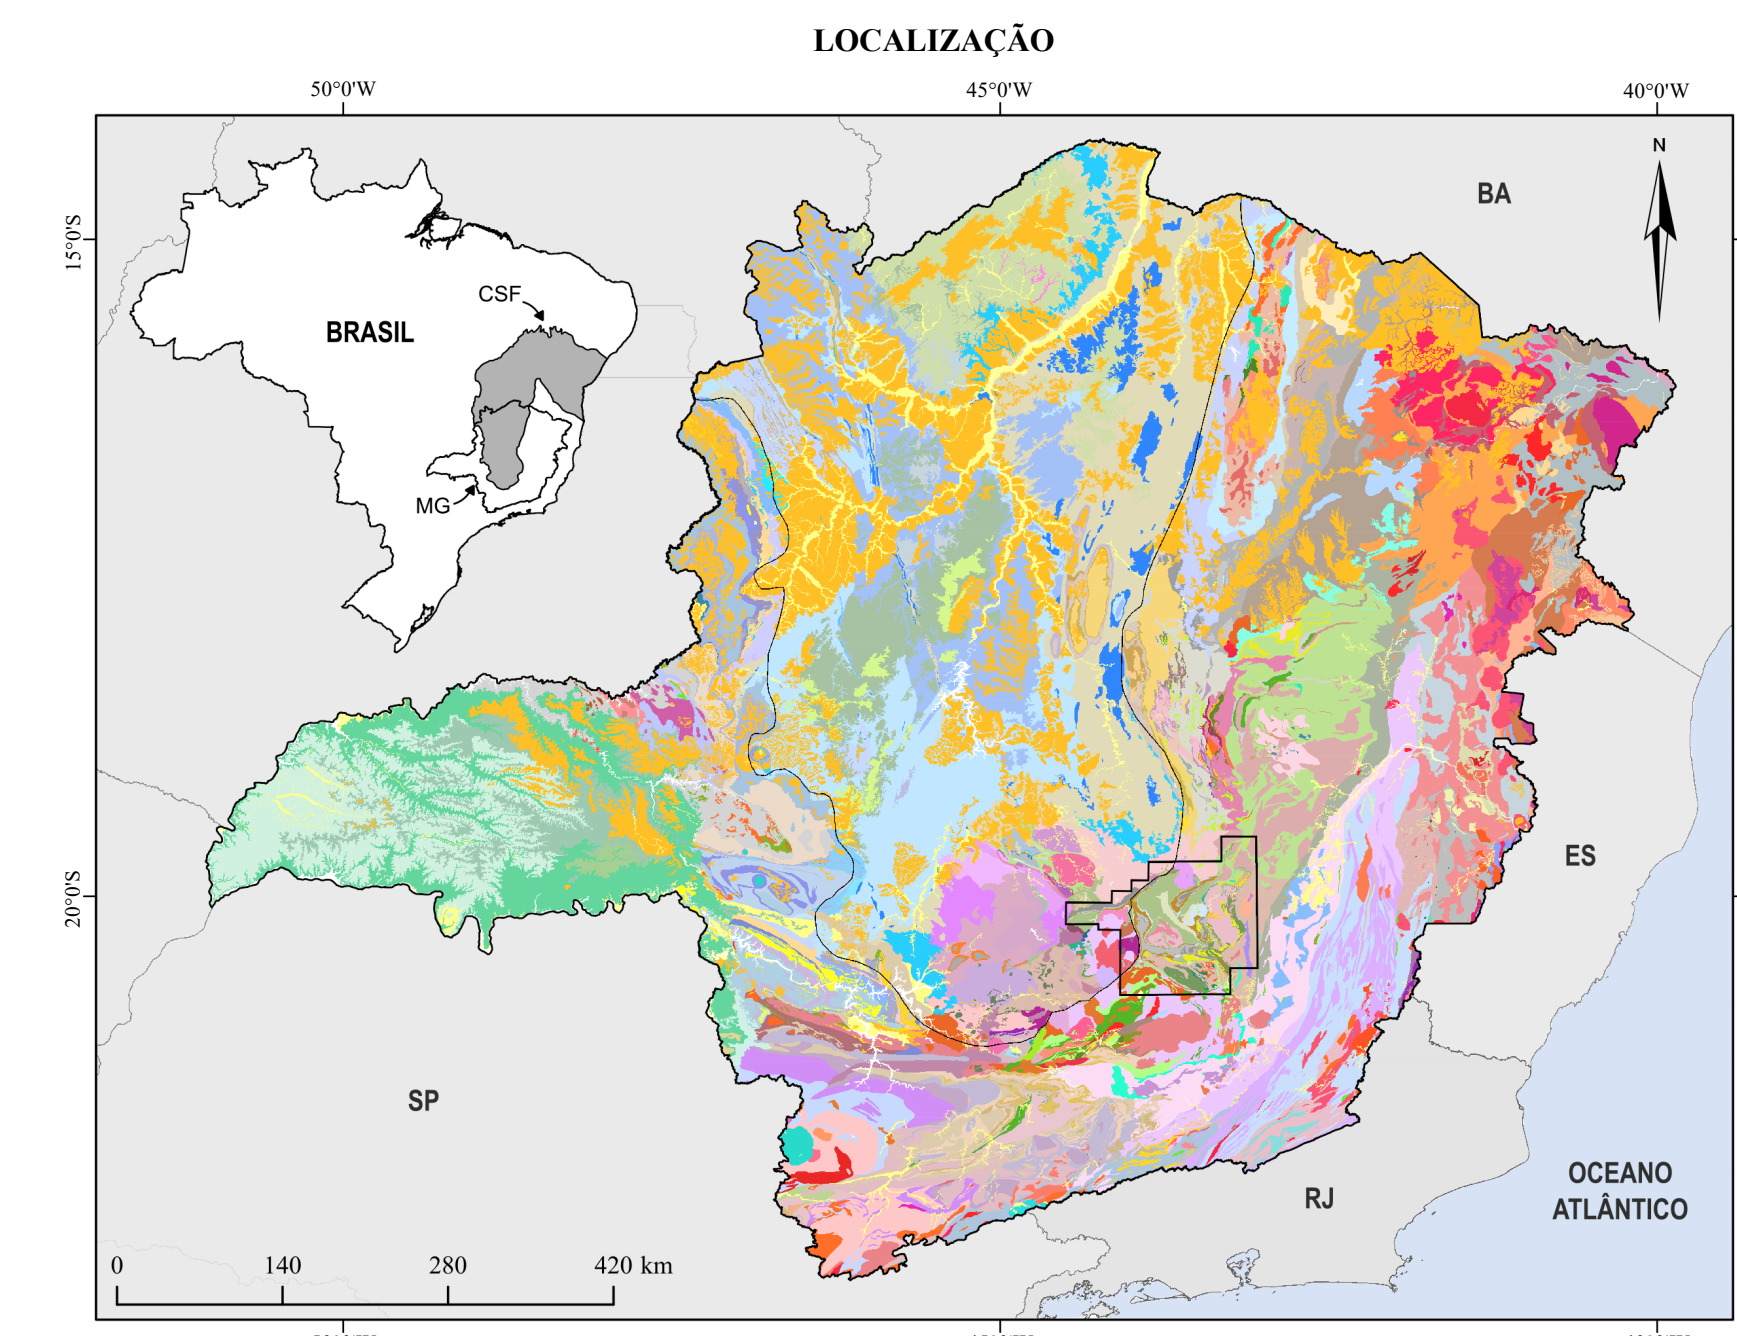 LOCALIZAÇÃO
50°0'W
45°0'W
40°0'W
N
BA
15°0'S
CSF
BRASIL
MG
ES
20°0'S
SP
OCEANO
ATLÂNTICO
RJ
0 140 280 420 km